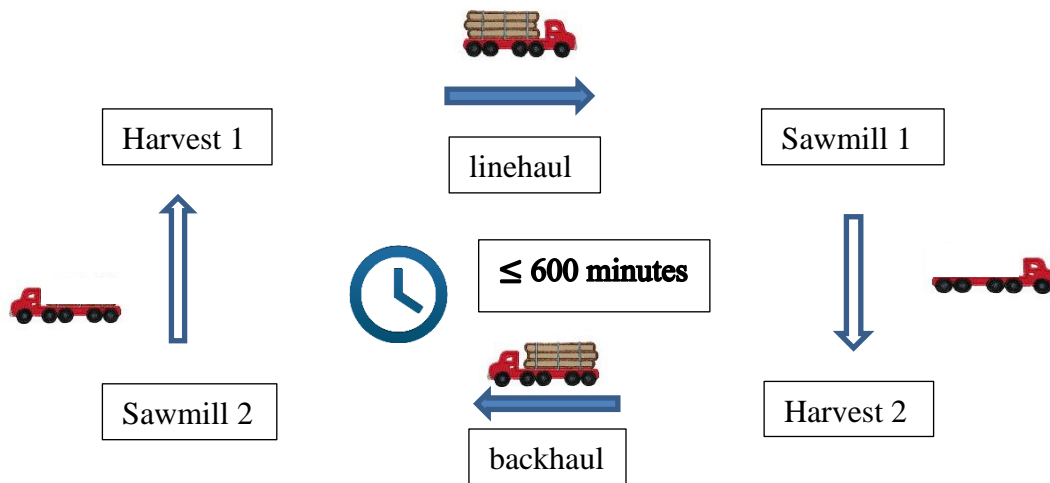 Harvest 1
linehaul
Sawmill 1
≤ 600 minutes
Sawmill 2
backhaul
Harvest 2